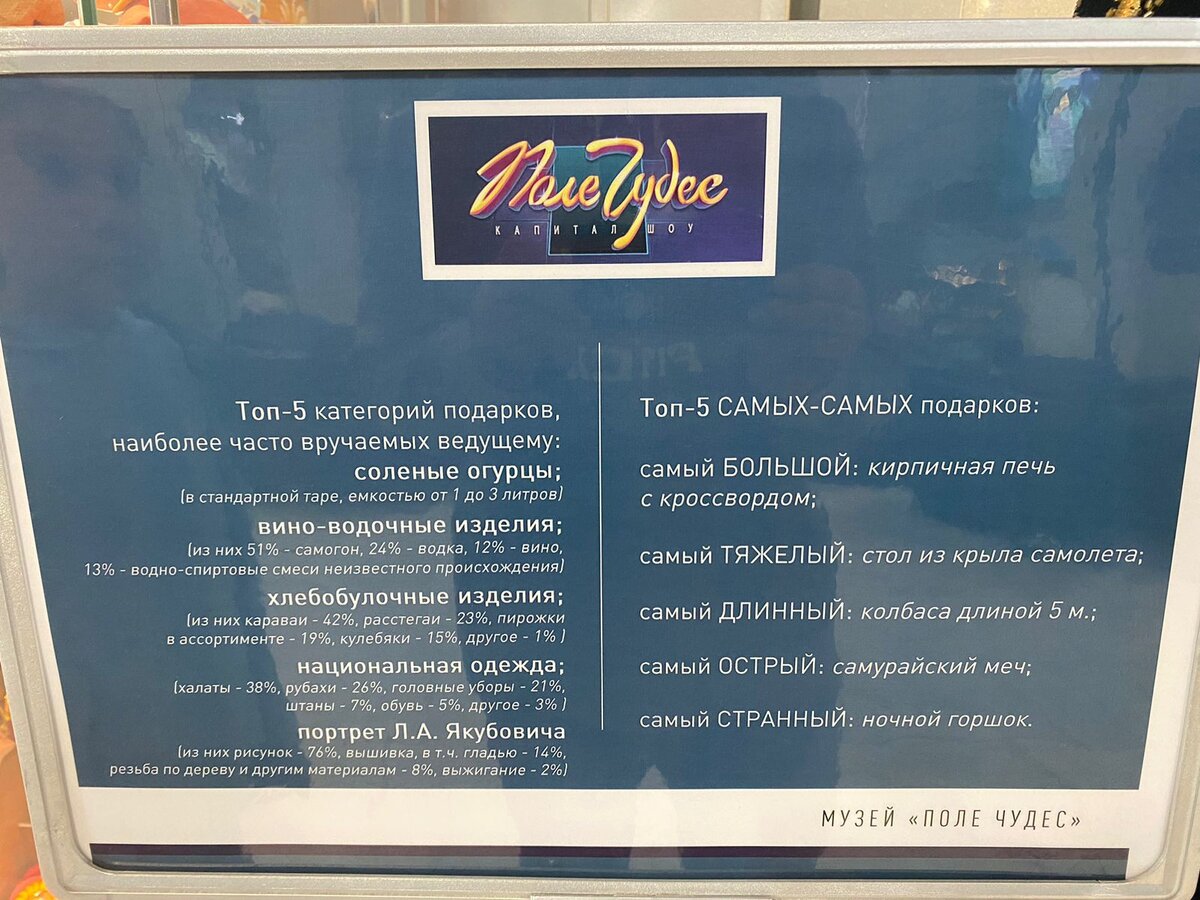 Поле Чудес
КАПИТАЛ ШОУ
Топ-5 категорий подарков,
наиболее часто вручаемых ведущему:
соленые огурцы;
(в стандартной таре, емкостью от 1 до 3 литров)
вино-водочные изделия;
(из них 51% - самогон, 24% - водка, 12% - вино,
13% - водно-спиртовые смеси неизвестного происхождения)
хлебобулочные изделия;
(из них караваи - 42%, расстегаи - 23%, пирожки
в ассортименте - 19%, кулебяки - 15%, другое - 1% )
национальная одежда;
(халаты - 38%, рубахи - 26%, головные уборы - 21%,
штаны - 7%, обувь - 5%, другое - 3% )
портрет Л.А. Якубовича
(из них рисунок - 76%, вышивка, в т.ч. гладью - 14%,
резьба по дереву и другим материалам - 8%, выжигание - 2%)
Топ-5 САМЫХ-САМЫХ подарков:
самый БОЛЬШОЙ: кирпичная печь
с кроссвордом;
самый ТЯЖЕЛЫЙ: стол из крыла самолета;
самый ДЛИННЫЙ: колбаса длиной 5 м.;
самый ОСТРЫЙ: самурайский меч;
самый СТРАННЫЙ: ночной горшок.
МУЗЕЙ «ПОЛЕ ЧУДЕС»